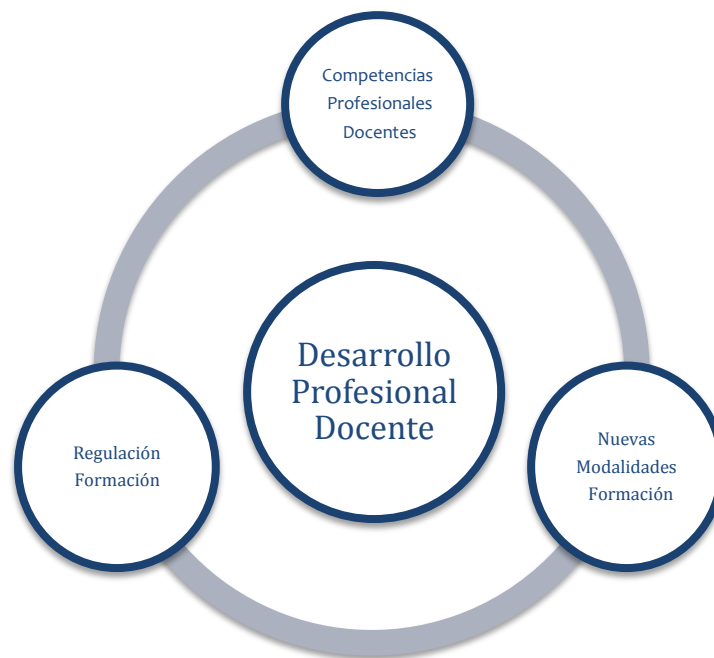 Competencias
Profesionales
Docentes
Desarrollo
Profesional
Docente
Regulación
Formación
Nuevas
Modalidades
Formación